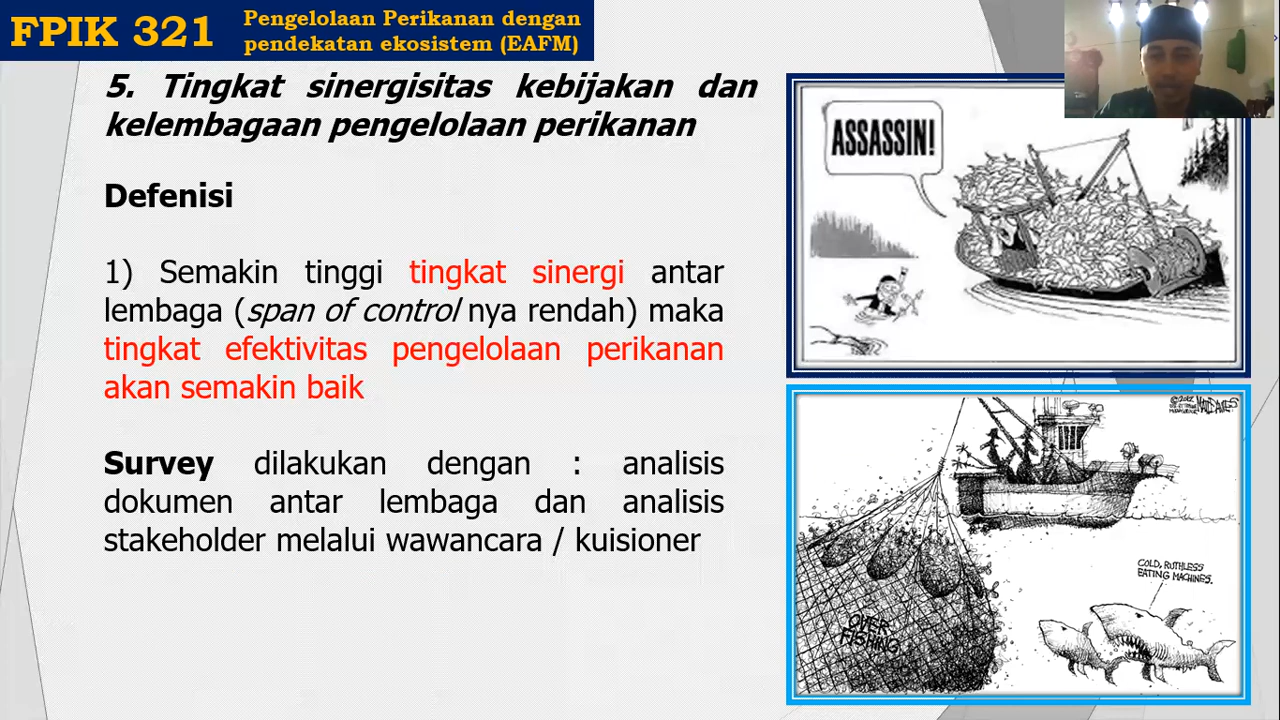 FPIK 321
Pengelolaan Perikanan dengan
pendekatan ekosistem (EAFM)
5. Tingkat sinergisitas kebijakan dan
kelembagaan pengelolaan perikanan
Defenisi
1) Semakin tinggi tingkat sinergi antar
lembaga (span of control nya rendah) maka
tingkat efektivitas pengelolaan perikanan
akan semakin baik
Survey dilakukan dengan : analisis
dokumen antar lembaga dan analisis
stakeholder melalui wawancara / kuisioner
ASSASSIN!
COLD, RUTHLESS
EATING MACHINES.
OVER
FISHING